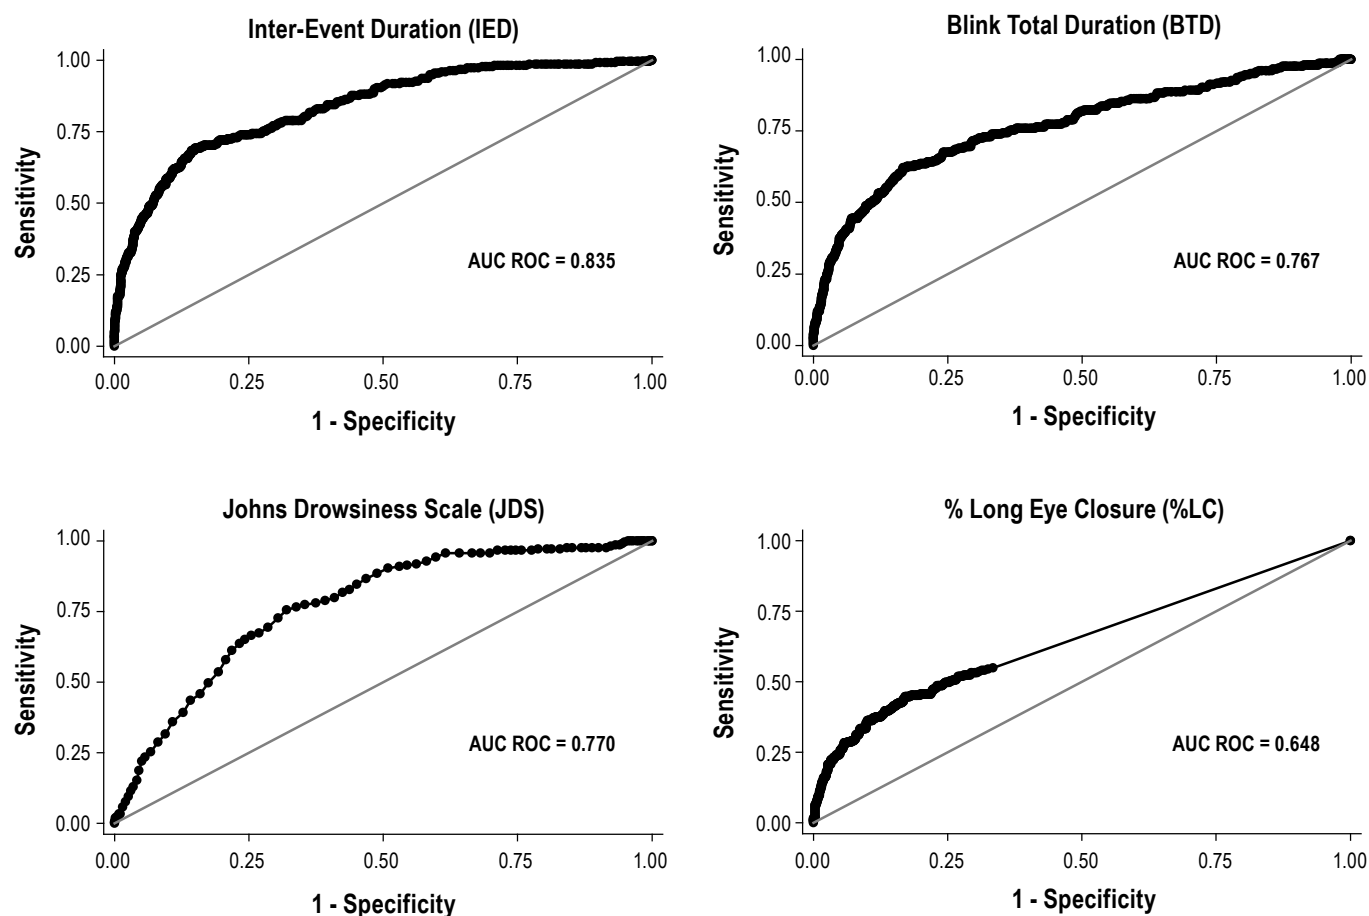 Inter-Event Duration (IED)
1.00
0.75
0.50
0.25
0.00
Sensitivity
AUC ROC = 0.835
0.00 0.25 0.50 0.75 1.00
1 - Specificity
Blink Total Duration (BTD)
1.00
0.75
0.50
0.25
0.00
Sensitivity
AUC ROC = 0.767
0.00 0.25 0.50 0.75 1.00
1 - Specificity
Johns Drowsiness Scale (JDS)
1.00
0.75
0.50
0.25
0.00
Sensitivity
AUC ROC = 0.770
0.00 0.25 0.50 0.75 1.00
1 - Specificity
% Long Eye Closure (%LC)
1.00
0.75
0.50
0.25
0.00
Sensitivity
AUC ROC = 0.648
0.00 0.25 0.50 0.75 1.00
1 - Specificity